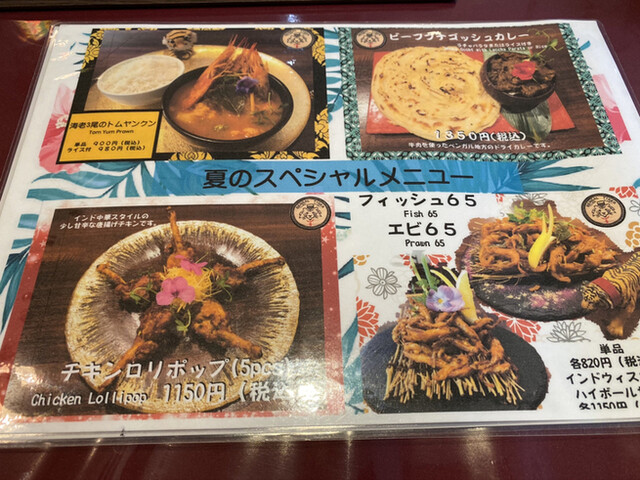 海老3尾のトムヤンクン
Tom Yum Prawn
単品 900円(税込)
ライス付 980円(税込)
ビーフブナゴッシュカレー
1350円(税込)
牛肉を使ったベンガル地方のドライカレーです。
夏のスペシャルメニュー
インド中華スタイルの
少し甘辛な唐揚げチキンです。
チキンロリポップ(5pcs)
Chicken Lollipop 1150円(税込
フィッシュ65
Fish 65
エビ65
Prawn 65
単品
各820円(税
インドウィス
ハイボール
各1150円(税